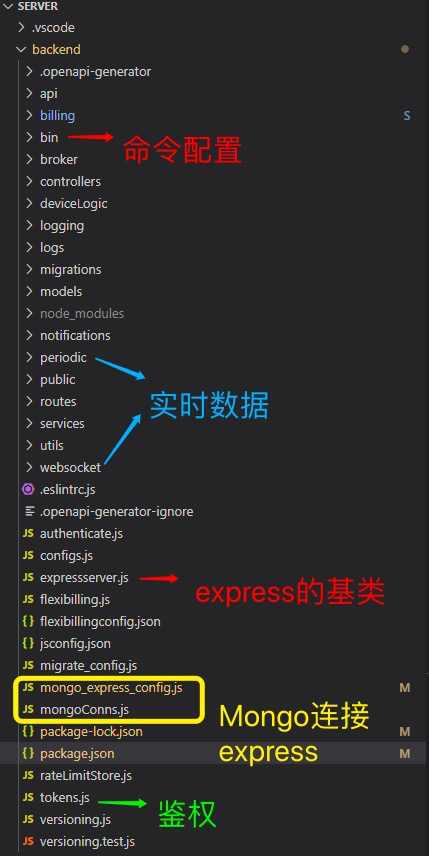 SERVER
.vscode
backend
.openapi-generator
api
billing S
bin
命令配置
broker
controllers
deviceLogic
logging
logs
migrations
models
node_modules
notifications
periodic
public
实时数据
routes
services
utils
websocket
.eslintrc.js
.openapi-generator-ignore
JS authenticate.js
JS configs.js
JS expressserver.js
express的基类
JS flexibilling.js
{} flexibillingconfig.json
{} jsconfig.json
JS migrate_config.js
JS mongo_express_config.js M
JS mongoConns.js
Mongo连接
express
{} package-lock.json M
{} package.json M
JS rateLimitStore.js
JS tokens.js
鉴权
JS versioning.js
JS versioning.test.js